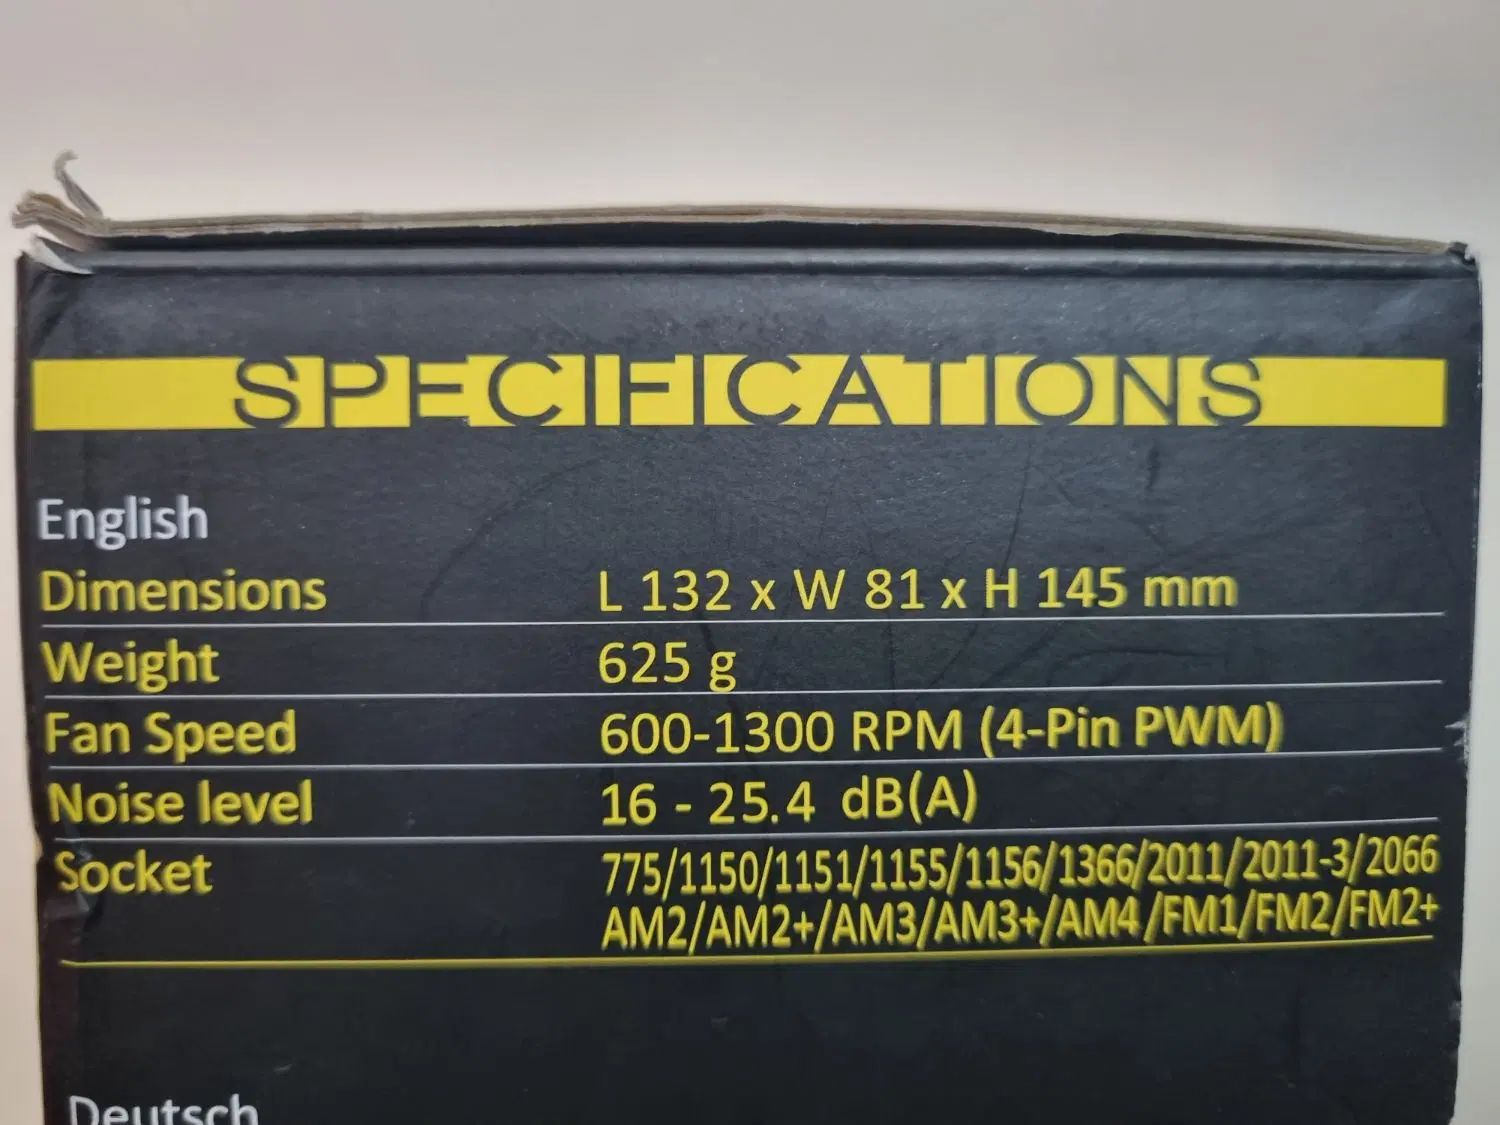 SPECIFICATIONS
English
Dimensions L 132 x W 81 x H 145 mm
Weight 625 g
Fan Speed 600-1300 RPM (4-Pin PWM)
Noise level 16 - 25.4 dB(A)
Socket 775/1150/1151/1155/1156/1366/2011/2011-3/2066
AM2/AM2+/AM3/AM3+/AM4 /FM1/FM2/FM2+
Deutsch